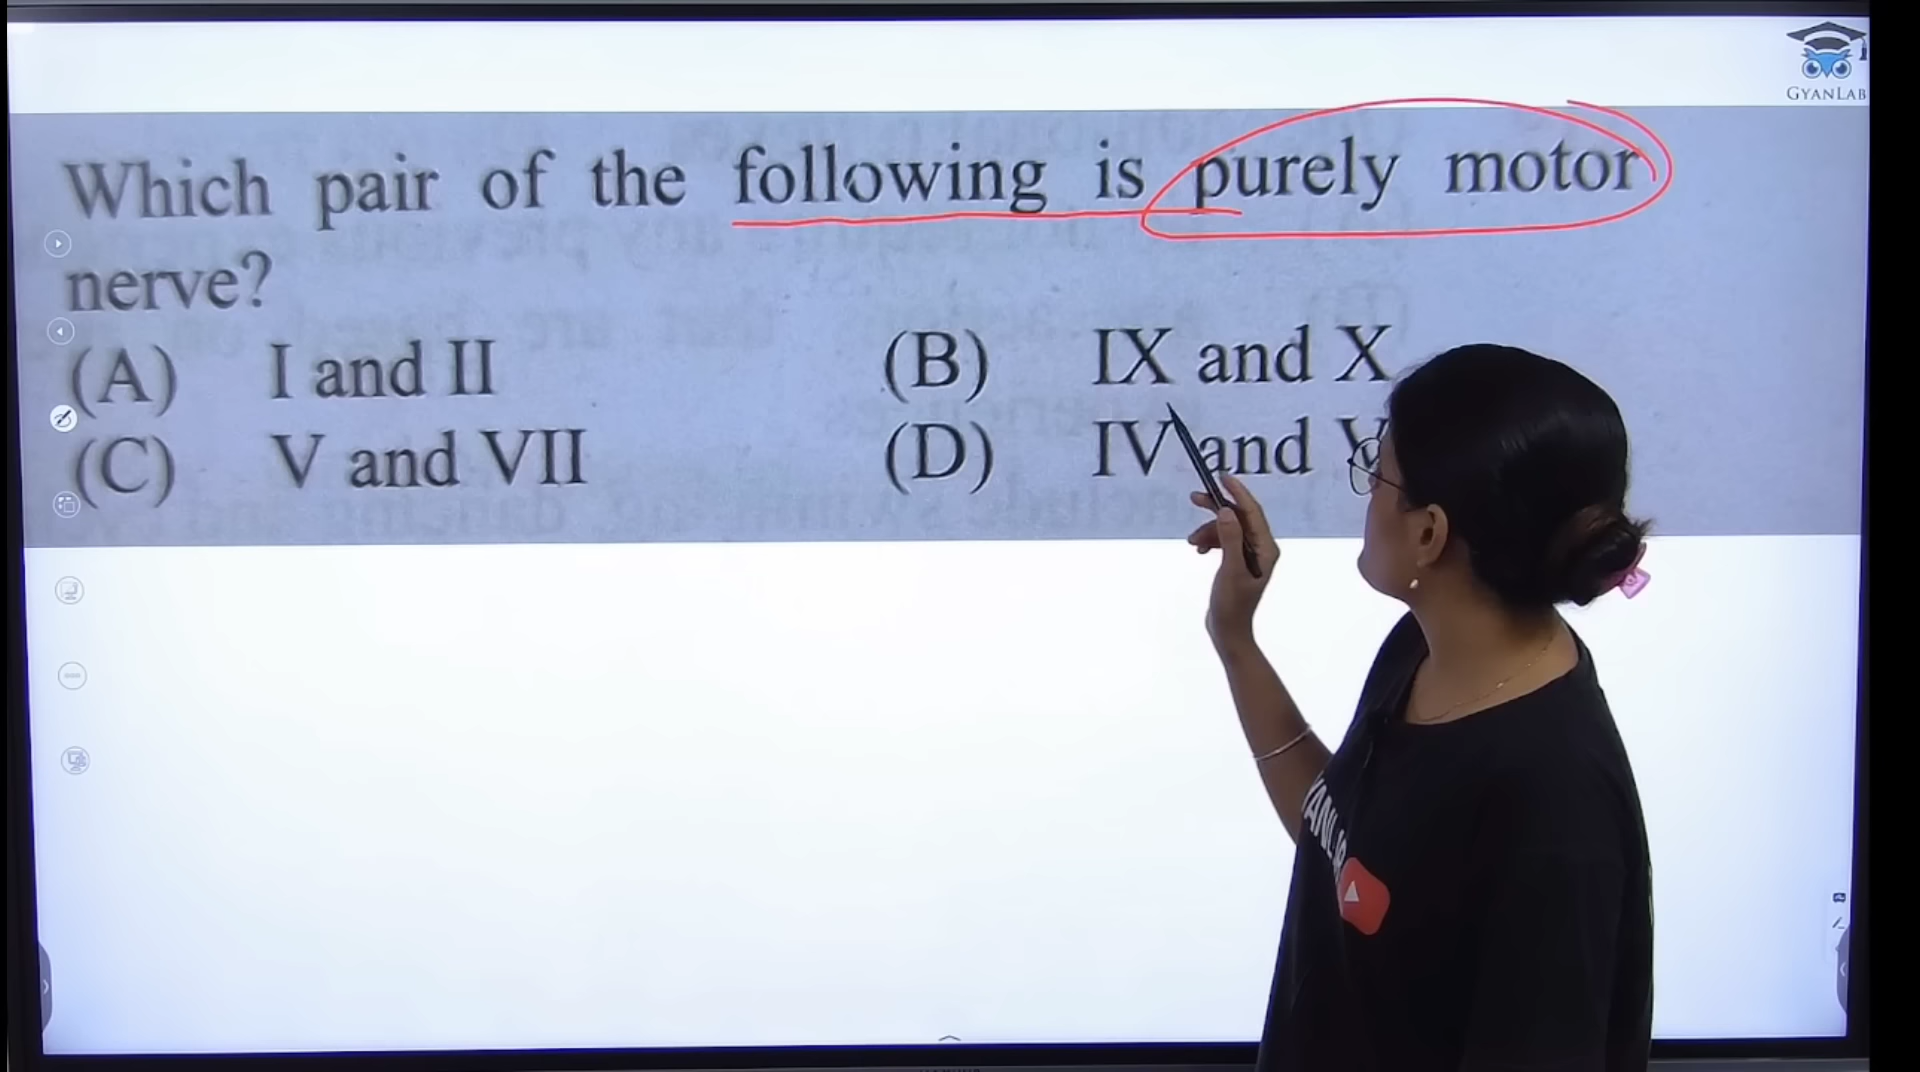 GYANLAB
Which pair of the following is purely motor
nerve?
(A) I and II (B) IX and X
(C) V and VII (D) IV and